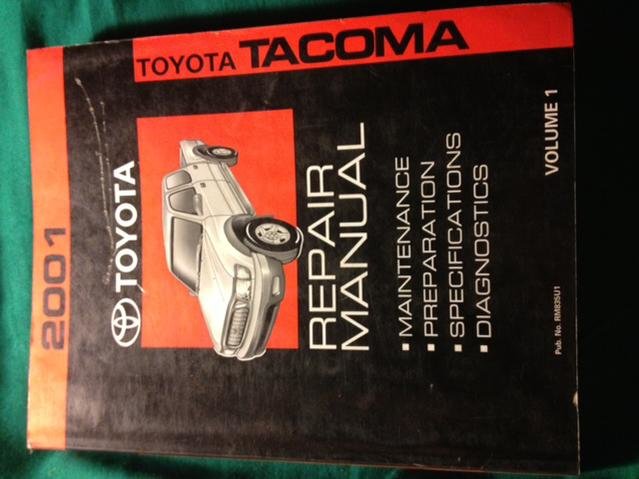 2001
TOYOTA
TOYOTA TACOMA
REPAIR
MANUAL
▪ MAINTENANCE
▪ PREPARATION
▪ SPECIFICATIONS
▪ DIAGNOSTICS
VOLUME 1
Pub. No. RM835U1